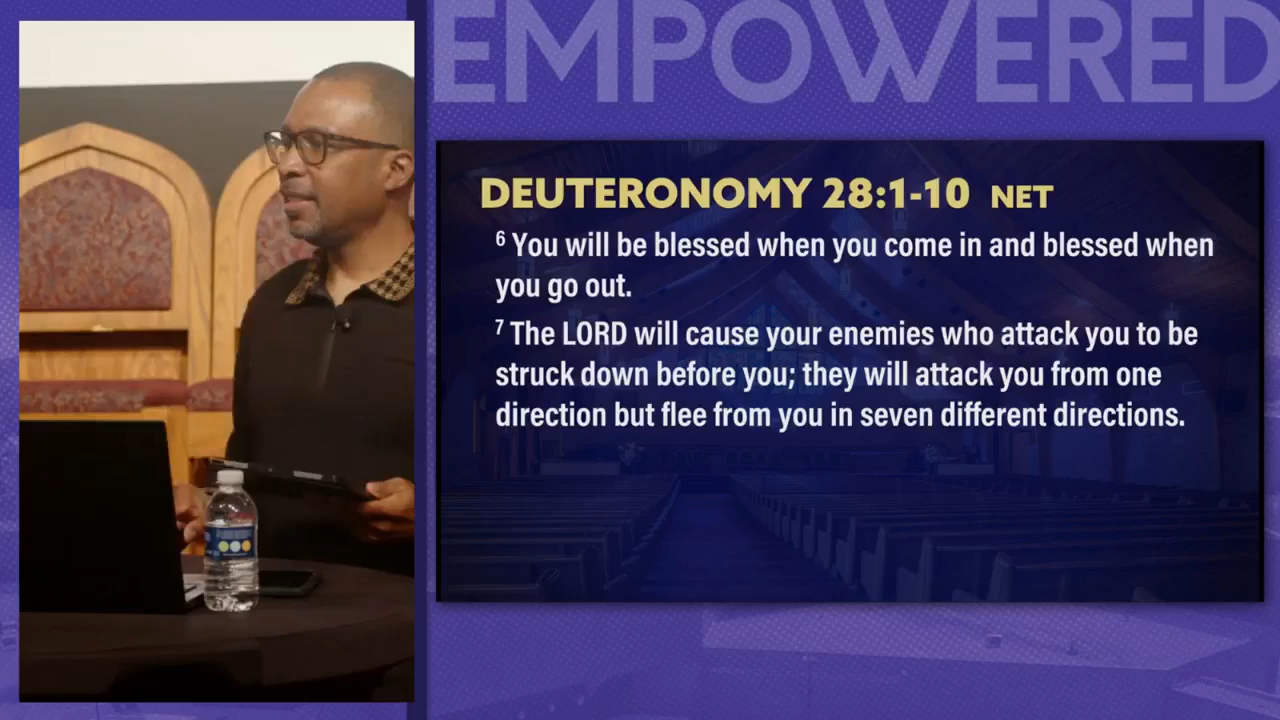 EMPOWERED
DEUTERONOMY 28:1-10 NET
⁶ You will be blessed when you come in and blessed when
you go out.
⁷ The LORD will cause your enemies who attack you to be
struck down before you; they will attack you from one
direction but flee from you in seven different directions.